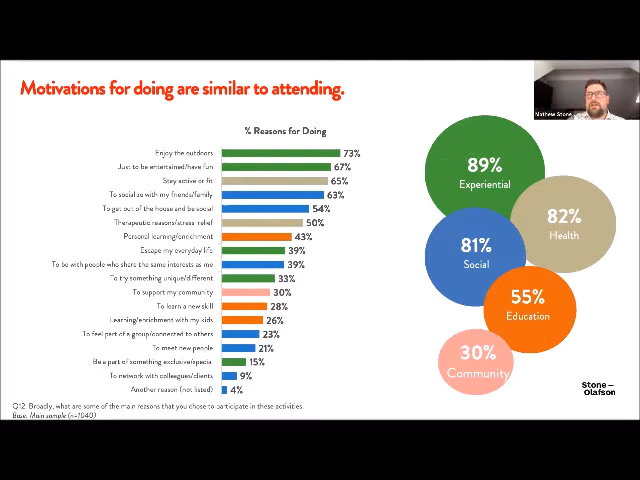 Motivations for doing are similar to attending.
Mathew Stone
% Reasons for Doing
Enjoy the outdoors 73%
Just to be entertained/have fun 67%
Stay active or fit 65%
To socialize with my friends/family 63%
To get out of the house and be social 54%
Therapeutic reasons/stress relief 50%
Personal learning/enrichment 43%
Escape my everyday life 39%
To be with people who share the same interests as me 39%
To try something unique/different 33%
To support my community 30%
To learn a new skill 28%
Learning/enrichment with my kids 26%
To feel part of a group/connected to others 23%
To meet new people 21%
Be a part of something exclusive/special 15%
To network with colleagues/clients 9%
Another reason (not listed) 4%
89%
Experiential
82%
Health
81%
Social
55%
Education
30%
Community
Q12. Broadly, what are some of the main reasons that you chose to participate in these activities.
Base: Main sample (n=1040)
Stone—
Olafson